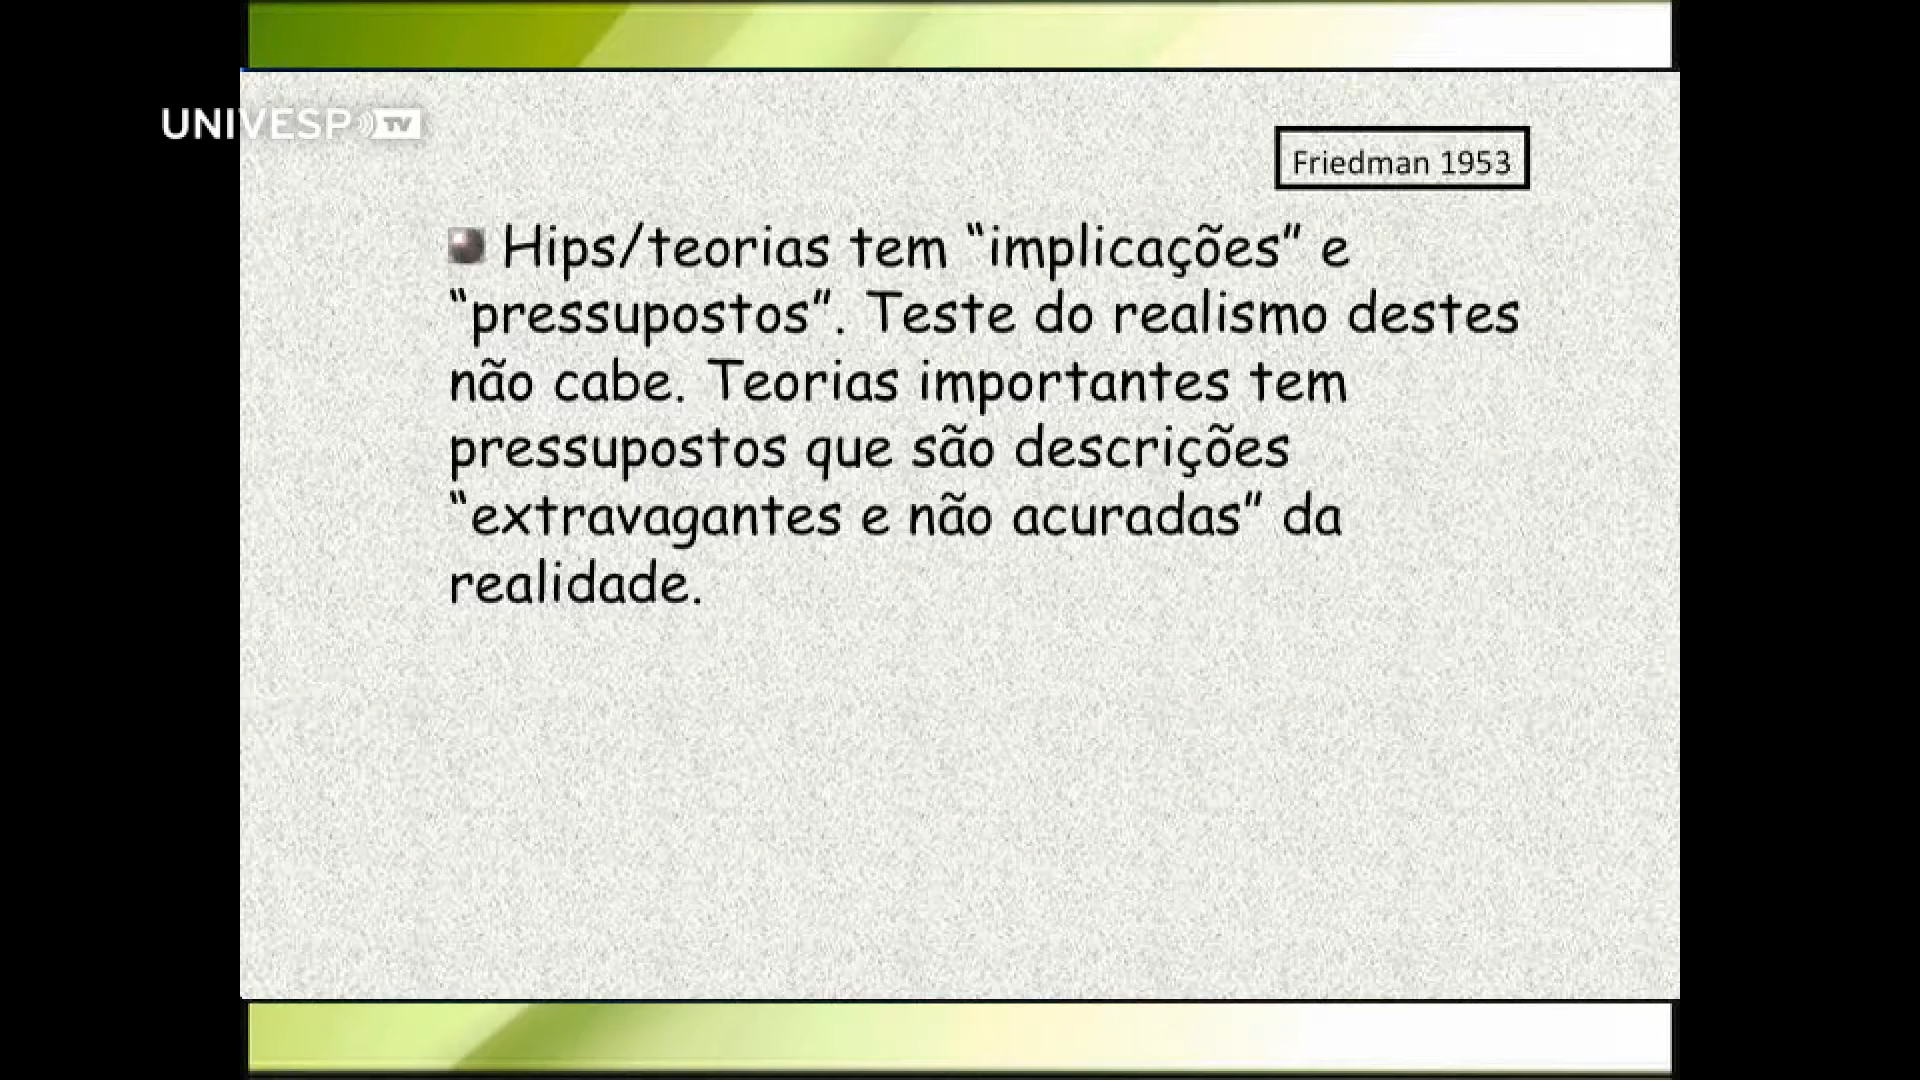 UNIVESP TV
Friedman 1953
Hips/teorias tem “implicações” e
“pressupostos”. Teste do realismo destes
não cabe. Teorias importantes tem
pressupostos que são descrições
“extravagantes e não acuradas” da
realidade.